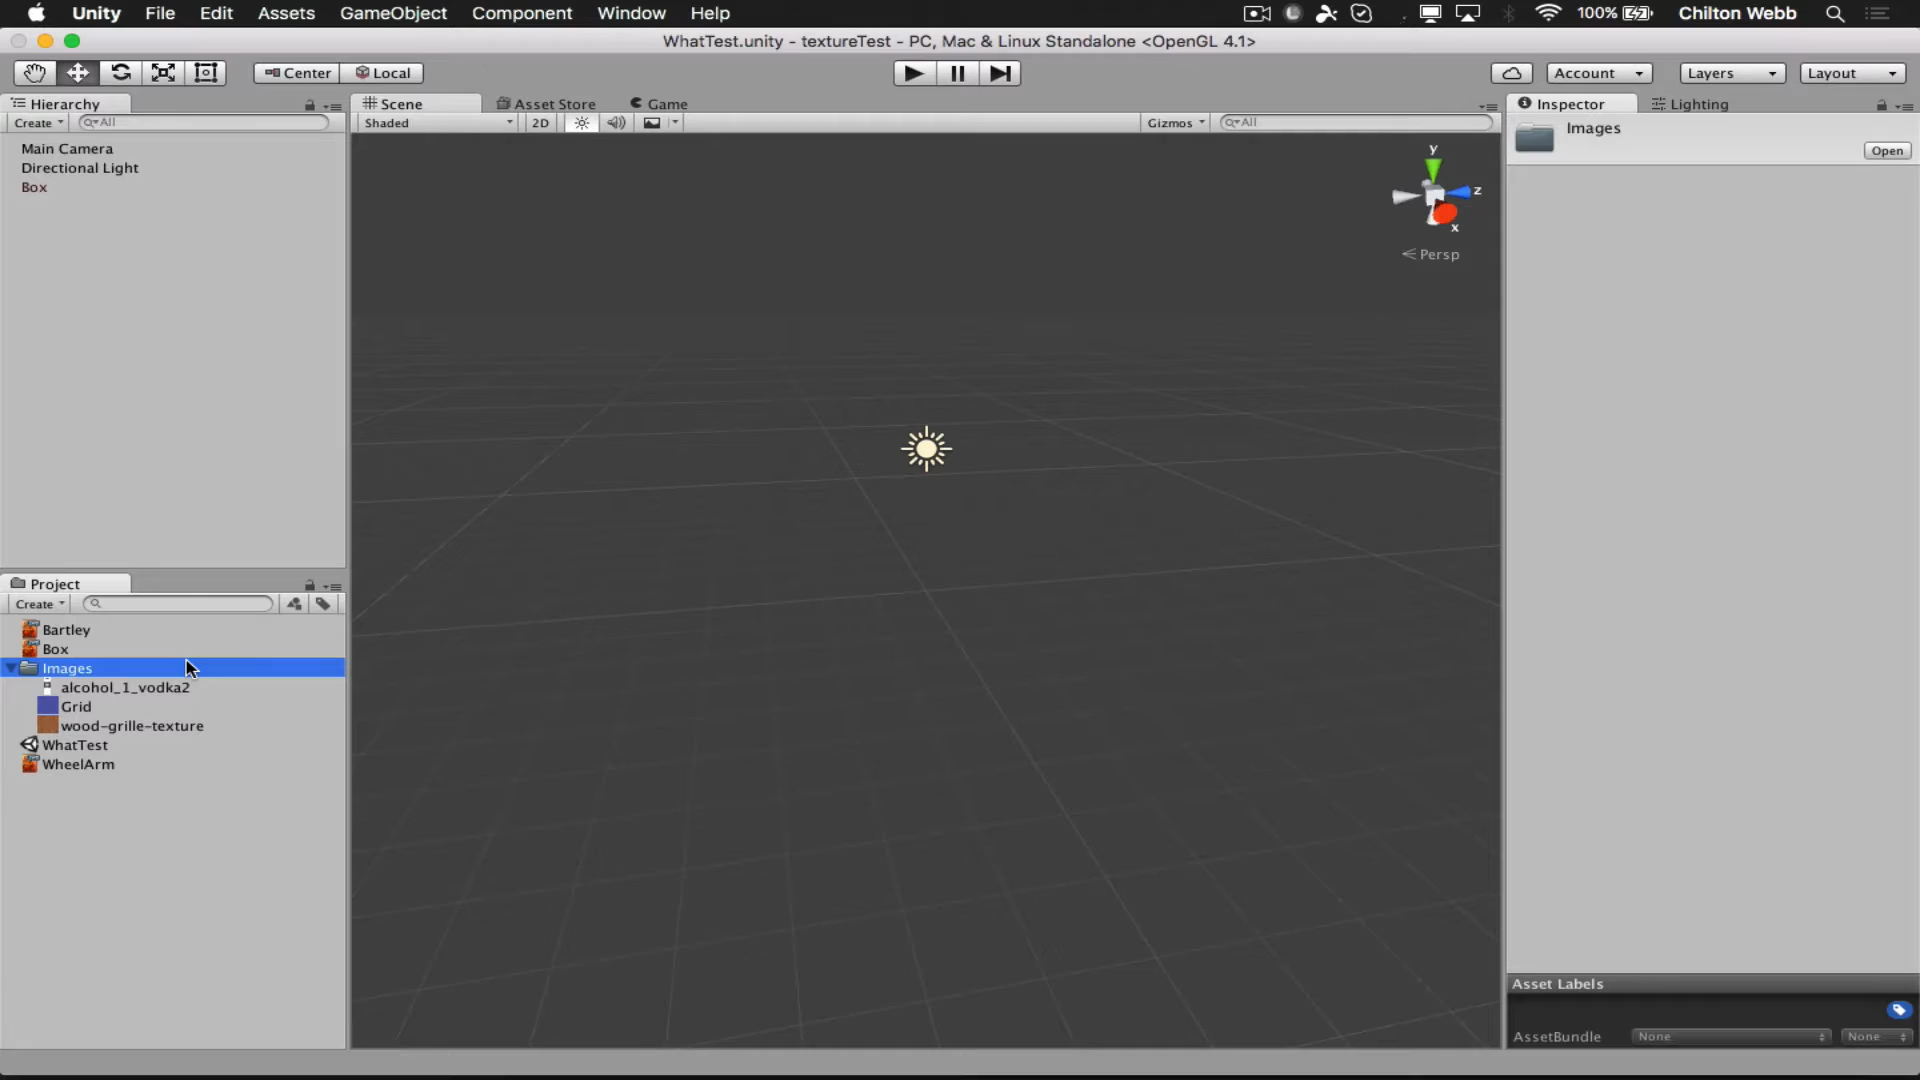 Unity File Edit Assets GameObject Component Window Help 100% Chilton Webb
WhatTest.unity - textureTest - PC, Mac & Linux Standalone <OpenGL 4.1>
Center Local Account Layers Layout
Hierarchy
Create All
Main Camera
Directional Light
Box
Scene Asset Store Game
Shaded 2D Gizmos All
y
z
x
Persp
Inspector Lighting
Images
Open
Project
Create
Bartley
Box
Images
alcohol_1_vodka2
Grid
wood-grille-texture
WhatTest
WheelArm
Asset Labels
AssetBundle None None